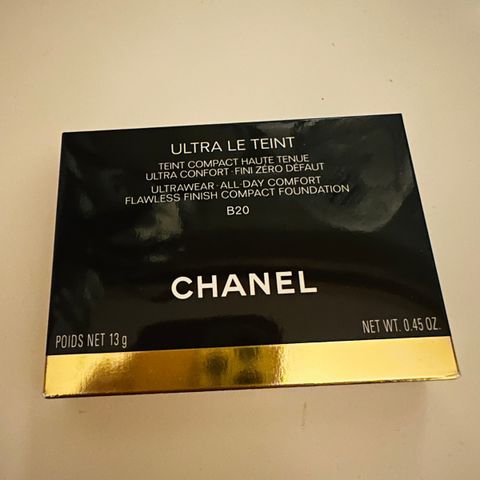 ULTRA LE TEINT
TEINT COMPACT HAUTE TENUE
ULTRA CONFORT · FINI ZÉRO DÉFAUT
ULTRAWEAR · ALL-DAY COMFORT
FLAWLESS FINISH COMPACT FOUNDATION
B20
CHANEL
POIDS NET 13 g
NET WT. 0.45 OZ.